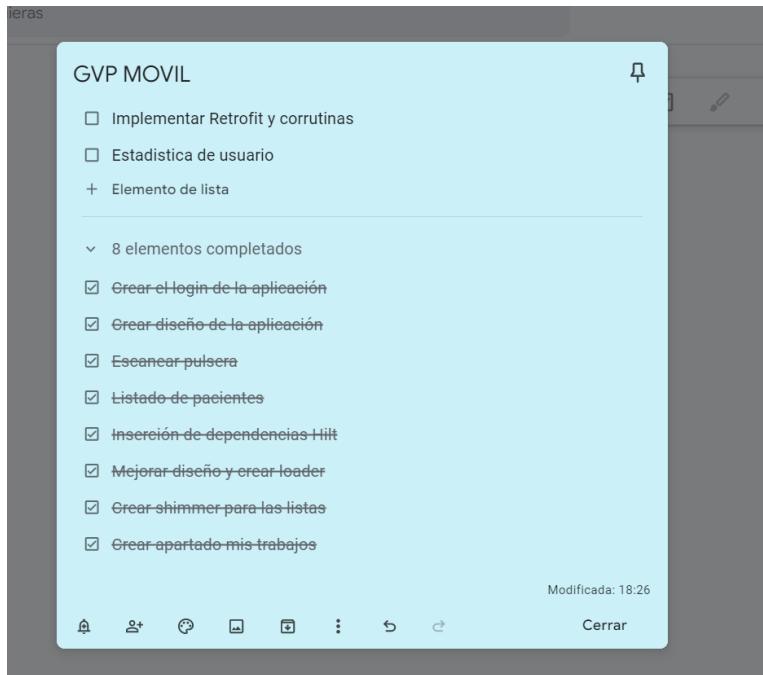 ieras
GVP MOVIL
Implementar Retrofit y corrutinas
Estadistica de usuario
Elemento de lista
8 elementos completados
Crear el login de la aplicación
Crear diseño de la aplicación
Escanear pulsera
Listado de pacientes
Inserción de dependencias Hilt
Mejorar diseño y crear loader
Crear shimmer para las listas
Crear apartado mis trabajos
Modificada: 18:26
Cerrar